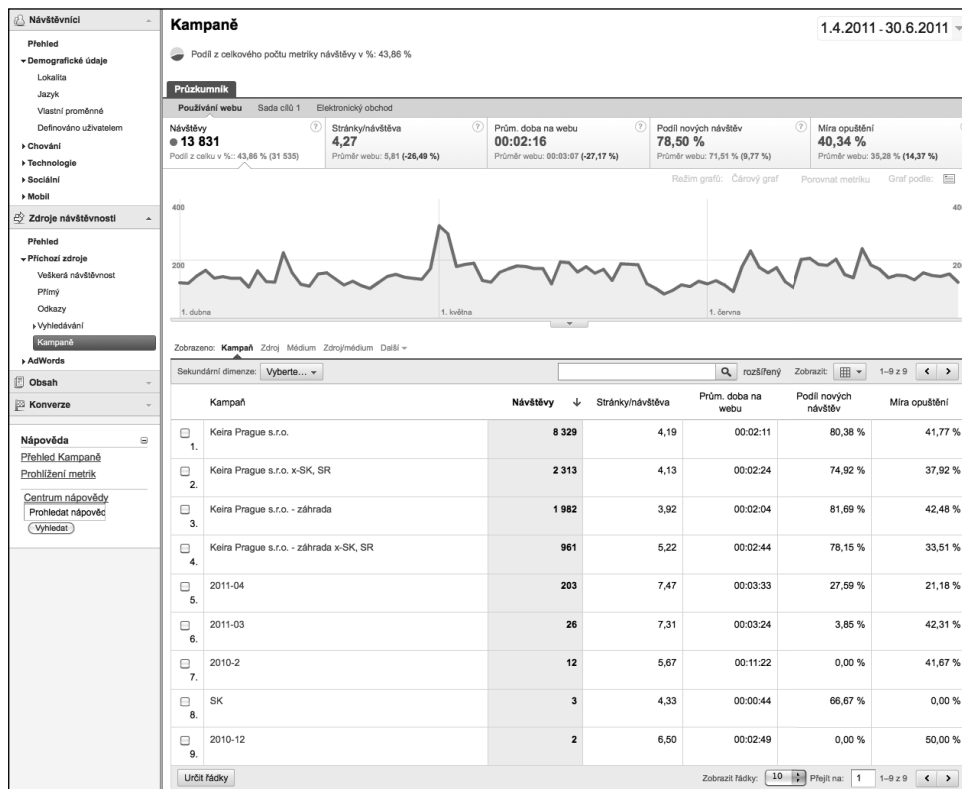 Návštěvníci
Přehled
Demografické údaje
Lokalita
Jazyk
Vlastní proměnné
Definováno uživatelem
Chování
Technologie
Sociální
Mobil
Zdroje návštěvnosti
Přehled
Příchozí zdroje
Veškerá návštěvnost
Přímý
Odkazy
Vyhledávání
Kampaně
AdWords
Obsah
Konverze
Nápověda
Přehled Kampaně
Prohlížení metrik
Centrum nápovědy
Prohledat nápověd
Vyhledat
Kampaně
1.4.2011 - 30.6.2011
Podíl z celkového počtu metriky návštěvy v %: 43,86 %
Průzkumník
Používání webu Sada cílů 1 Elektronický obchod
Návštěvy ? Stránky/návštěva ? Prům. doba na webu ? Podíl nových návštěv ? Míra opuštění
13 831 4,27 00:02:16 78,50 % 40,34 %
Podíl z celku v %:: 43,86 % (31 535) Průměr webu: 5,81 (-26,49 %) Průměr webu: 00:03:07 (-27,17 %) Průměr webu: 71,51 % (9,77 %) Průměr webu: 35,28 % (14,37 %)
Režim grafů: Čárový graf Porovnat metriku Graf podle:
400 40
200 20
1. dubna 1. května 1. června
Zobrazeno: Kampaň Zdroj Médium Zdroj/médium Další
Sekundární dimenze: Vyberte... rozšířený Zobrazit: 1–9 z 9
Kampaň Návštěvy Stránky/návštěva Prům. doba na webu Podíl nových návštěv Míra opuštění
1. Keira Prague s.r.o. 8 329 4,19 00:02:11 80,38 % 41,77 %
2. Keira Prague s.r.o. x-SK, SR 2 313 4,13 00:02:24 74,92 % 37,92 %
3. Keira Prague s.r.o. - záhrada 1 982 3,92 00:02:04 81,69 % 42,48 %
4. Keira Prague s.r.o. - záhrada x-SK, SR 961 5,22 00:02:44 78,15 % 33,51 %
5. 2011-04 203 7,47 00:03:33 27,59 % 21,18 %
6. 2011-03 26 7,31 00:03:24 3,85 % 42,31 %
7. 2010-2 12 5,67 00:11:22 0,00 % 41,67 %
8. SK 3 4,33 00:00:44 66,67 % 0,00 %
9. 2010-12 2 6,50 00:02:49 0,00 % 50,00 %
Určit řádky Zobrazit řádky: 10 Přejít na: 1 1–9 z 9